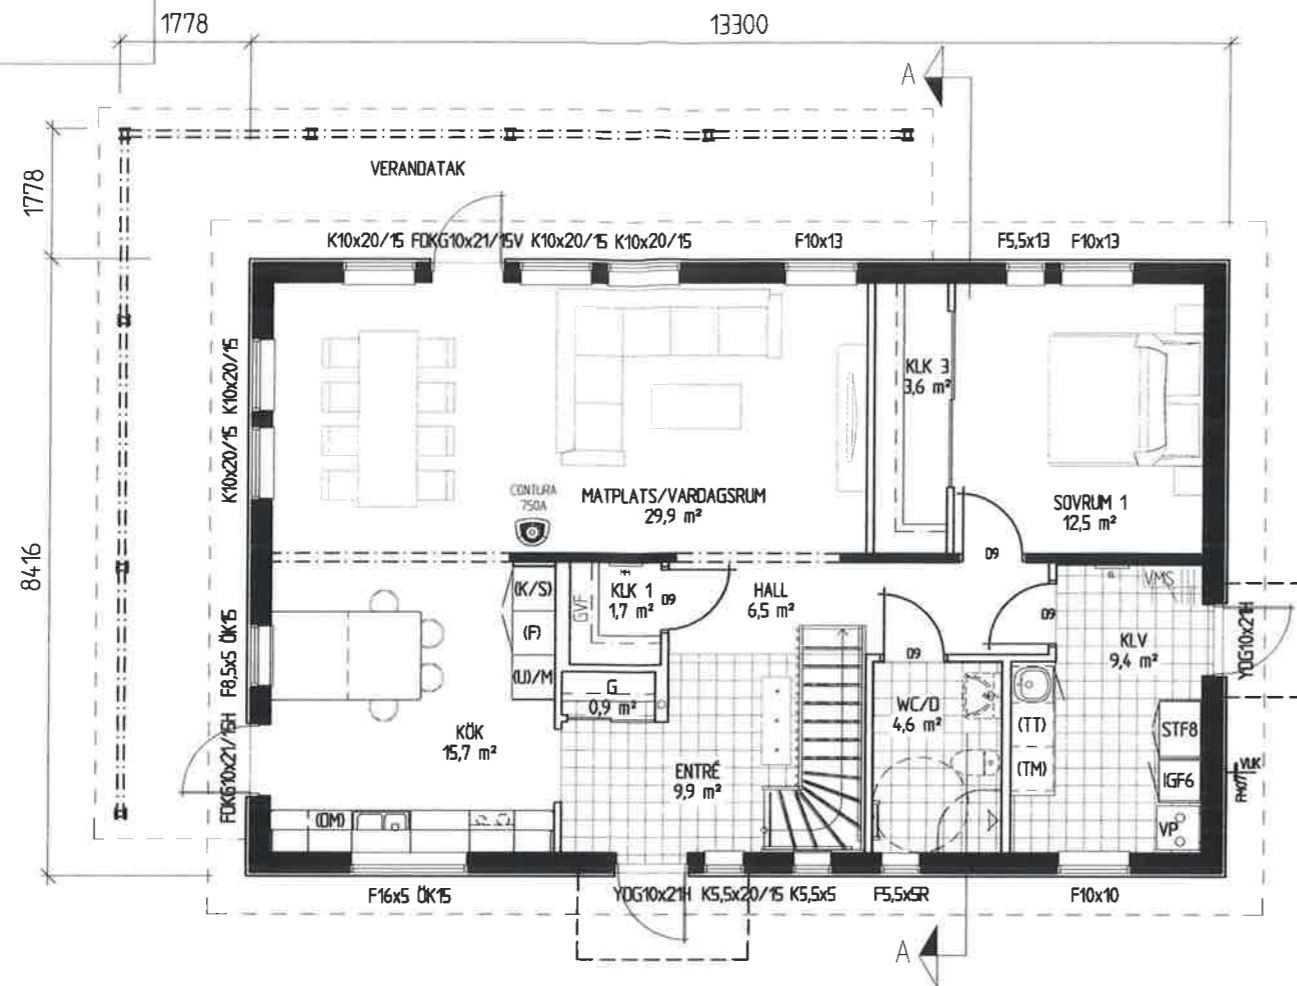 1778
13300
A
1778
VERANDATAK
K10x20/15 FDKG10x21/15V K10x20/15 K10x20/15 F10x13 F5,5x13 F10x13
K10x20/15
K10x20/15
KLK 3
3,6 m²
CONTURA
750A
MATPLATS/VARDAGSRUM
29,9 m²
SOVRUM 1
12,5 m²
D9
8416
(K/S)
(F)
(U)/M
GVF
KLK 1
1,7 m²
D9
HALL
6,5 m²
D9
D9
VMS
KLV
9,4 m²
YDG10x21H
F8,5x5 ÖK15
G
0,9 m²
WC/D
4,6 m²
(TT)
(TM)
STF8
IGF6
VP
VUK
FDKG10x21/15H
KÖK
15,7 m²
ENTRÉ
9,9 m²
(DM)
F16x5 ÖK15 YDG10x21H K5,5x20/15 K5,5x5 F5,5x5R F10x10
A